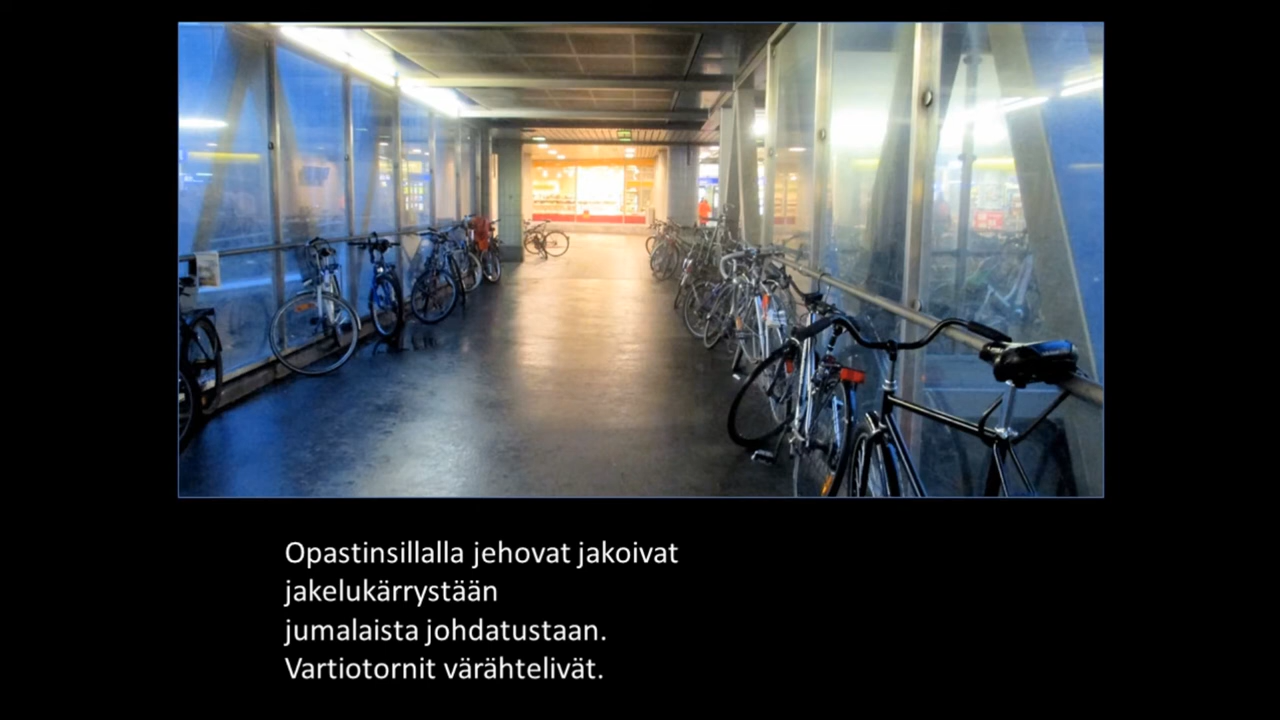 Opastinsillalla jehovat jakoivat
jakelukärrystään
jumalaista johdatustaan.
Vartiotornit värähtelivät.